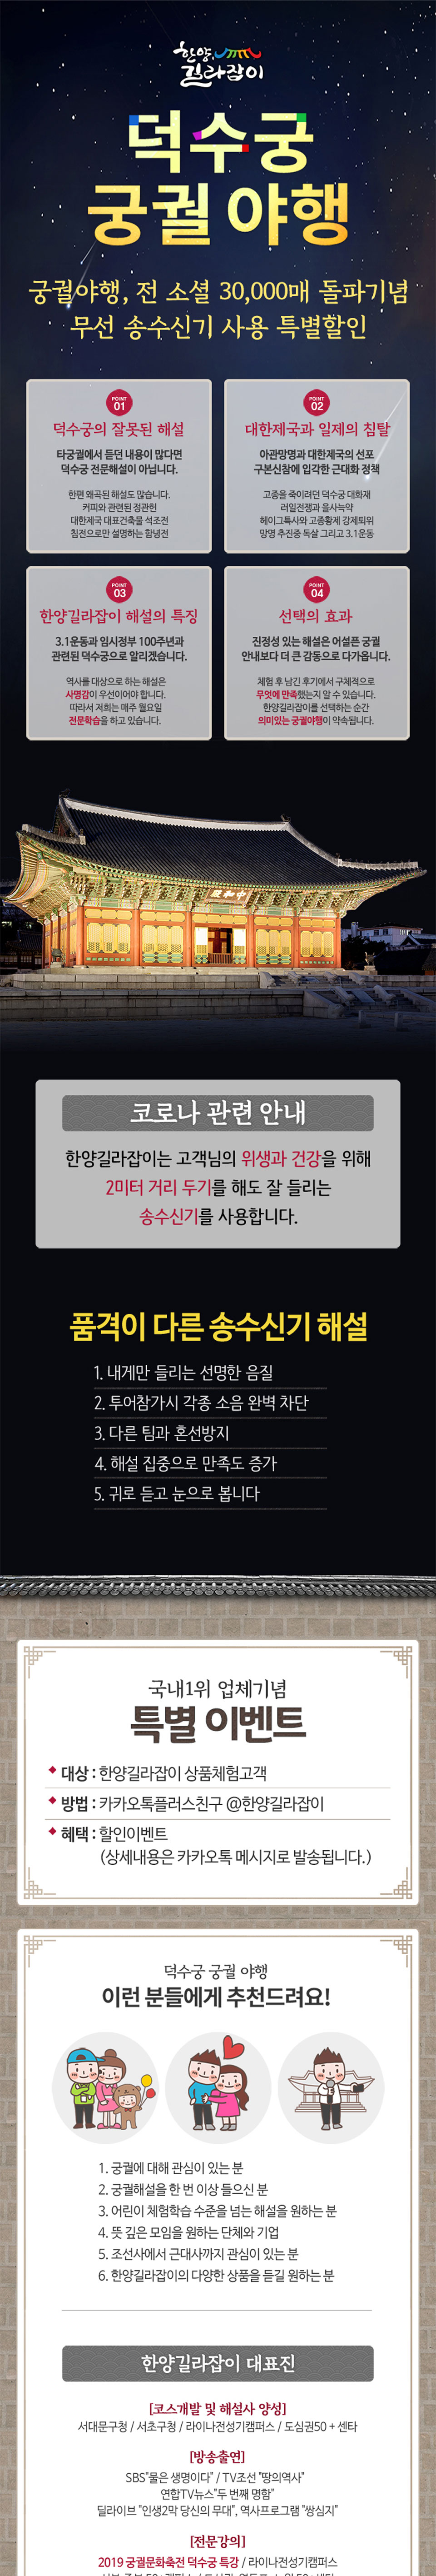 한양
길라잡이
덕수궁
궁궐 야행
궁궐야행, 전 소셜 30,000매 돌파기념
무선 송수신기 사용 특별할인
POINT
01
덕수궁의 잘못된 해설
타궁궐에서 듣던 내용이 많다면
덕수궁 전문해설이 아닙니다.
한편 왜곡된 해설도 많습니다.
커피와 관련된 정관헌
대한제국 대표건축물 석조전
침전으로만 설명하는 함녕전
POINT
02
대한제국과 일제의 침탈
아관망명과 대한제국의 선포
구본신참에 입각한 근대화 정책
고종을 죽이려던 덕수궁 대화재
러일전쟁과 을사늑약
헤이그특사와 고종황제 강제퇴위
망명 추진중 독살 그리고 3.1운동
POINT
03
한양길라잡이 해설의 특징
3.1운동과 임시정부 100주년과
관련된 덕수궁으로 알리겠습니다.
역사를 대상으로 하는 해설은
사명감이 우선이어야 합니다.
따라서 저희는 매주 월요일
전문학습을 하고 있습니다.
POINT
04
선택의 효과
진정성 있는 해설은 어설픈 궁궐
안내보다 더 큰 감동으로 다가옵니다.
체험 후 남긴 후기에서 구체적으로
무엇에 만족했는지 알 수 있습니다.
한양길라잡이를 선택하는 순간
의미있는 궁궐야행이 약속됩니다.
코로나 관련 안내
한양길라잡이는 고객님의 위생과 건강을 위해
2미터 거리 두기를 해도 잘 들리는
송수신기를 사용합니다.
품격이 다른 송수신기 해설
1. 내게만 들리는 선명한 음질
2. 투어참가시 각종 소음 완벽 차단
3. 다른 팀과 혼선방지
4. 해설 집중으로 만족도 증가
5. 귀로 듣고 눈으로 봅니다
국내1위 업체기념
특별 이벤트
대상 : 한양길라잡이 상품체험고객
방법 : 카카오톡플러스친구 @한양길라잡이
혜택 : 할인이벤트
(상세내용은 카카오톡 메시지로 발송됩니다.)
덕수궁 궁궐 야행
이런 분들에게 추천드려요!
1. 궁궐에 대해 관심이 있는 분
2. 궁궐해설을 한 번 이상 들으신 분
3. 어린이 체험학습 수준을 넘는 해설을 원하는 분
4. 뜻 깊은 모임을 원하는 단체와 기업
5. 조선사에서 근대사까지 관심이 있는 분
6. 한양길라잡이의 다양한 상품을 듣길 원하는 분
한양길라잡이 대표진
[코스개발 및 해설사 양성]
서대문구청 / 서초구청 / 라이나전성기캠퍼스 / 도심권50 + 센타
[방송출연]
SBS"물은 생명이다" / TV조선 "땅의역사"
연합TV뉴스"두 번째 명함"
딜라이브 "인생2막 당신의 무대", 역사프로그램 "쌍심지"
[전문강의]
2019 궁궐문화축전 덕수궁 특강 / 라이나전성기캠퍼스